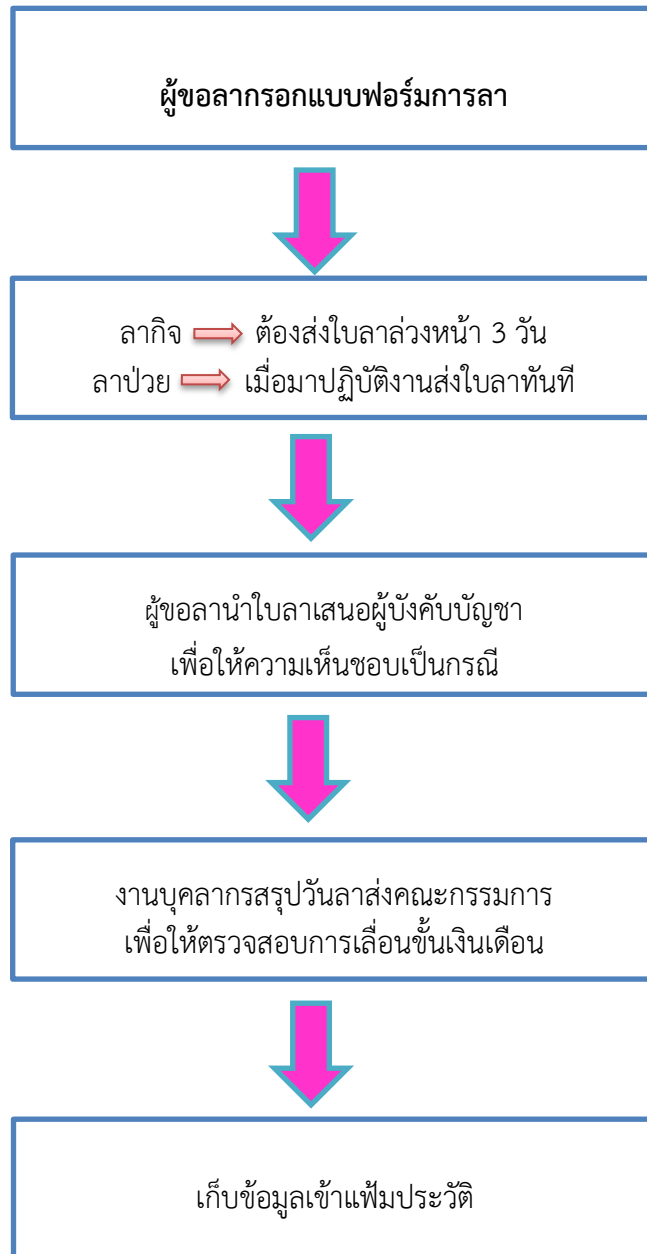 ผู้ขอลากรอกแบบฟอร์มการลา
ลากิจ ต้องส่งใบลาล่วงหน้า 3 วัน
ลาป่วย เมื่อมาปฏิบัติงานส่งใบลาทันที
ผู้ขอลานำใบลาเสนอผู้บังคับบัญชา
เพื่อให้ความเห็นชอบเป็นกรณี
งานบุคลากรสรุปวันลาส่งคณะกรรมการ
เพื่อให้ตรวจสอบการเลื่อนขั้นเงินเดือน
เก็บข้อมูลเข้าแฟ้มประวัติ